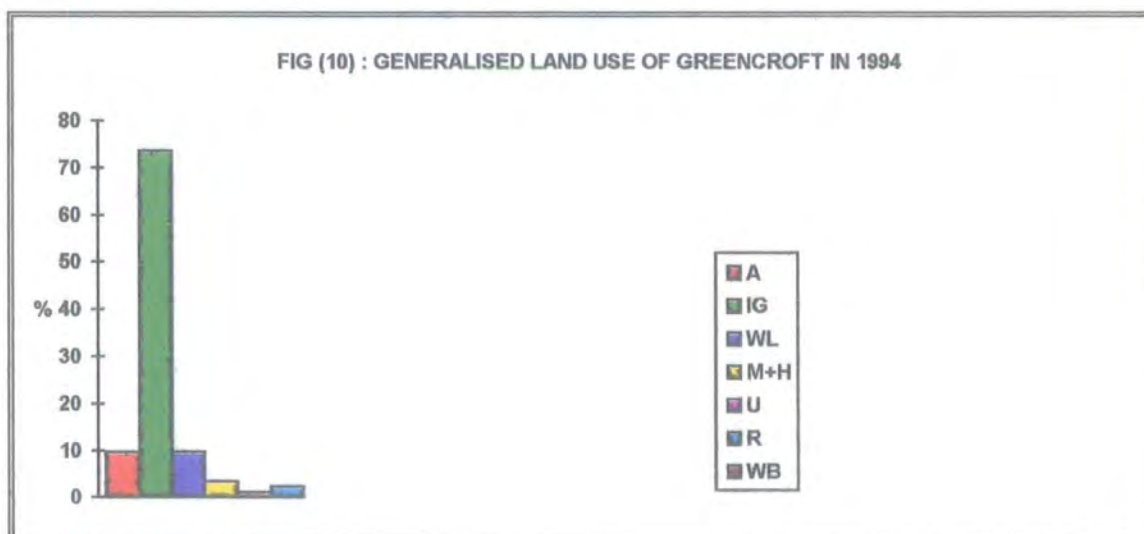 FIG (10) : GENERALISED LAND USE OF GREENCROFT IN 1994
80
70
60
50
% 40
30
20
10
0
A
IG
WL
M+H
U
R
WB